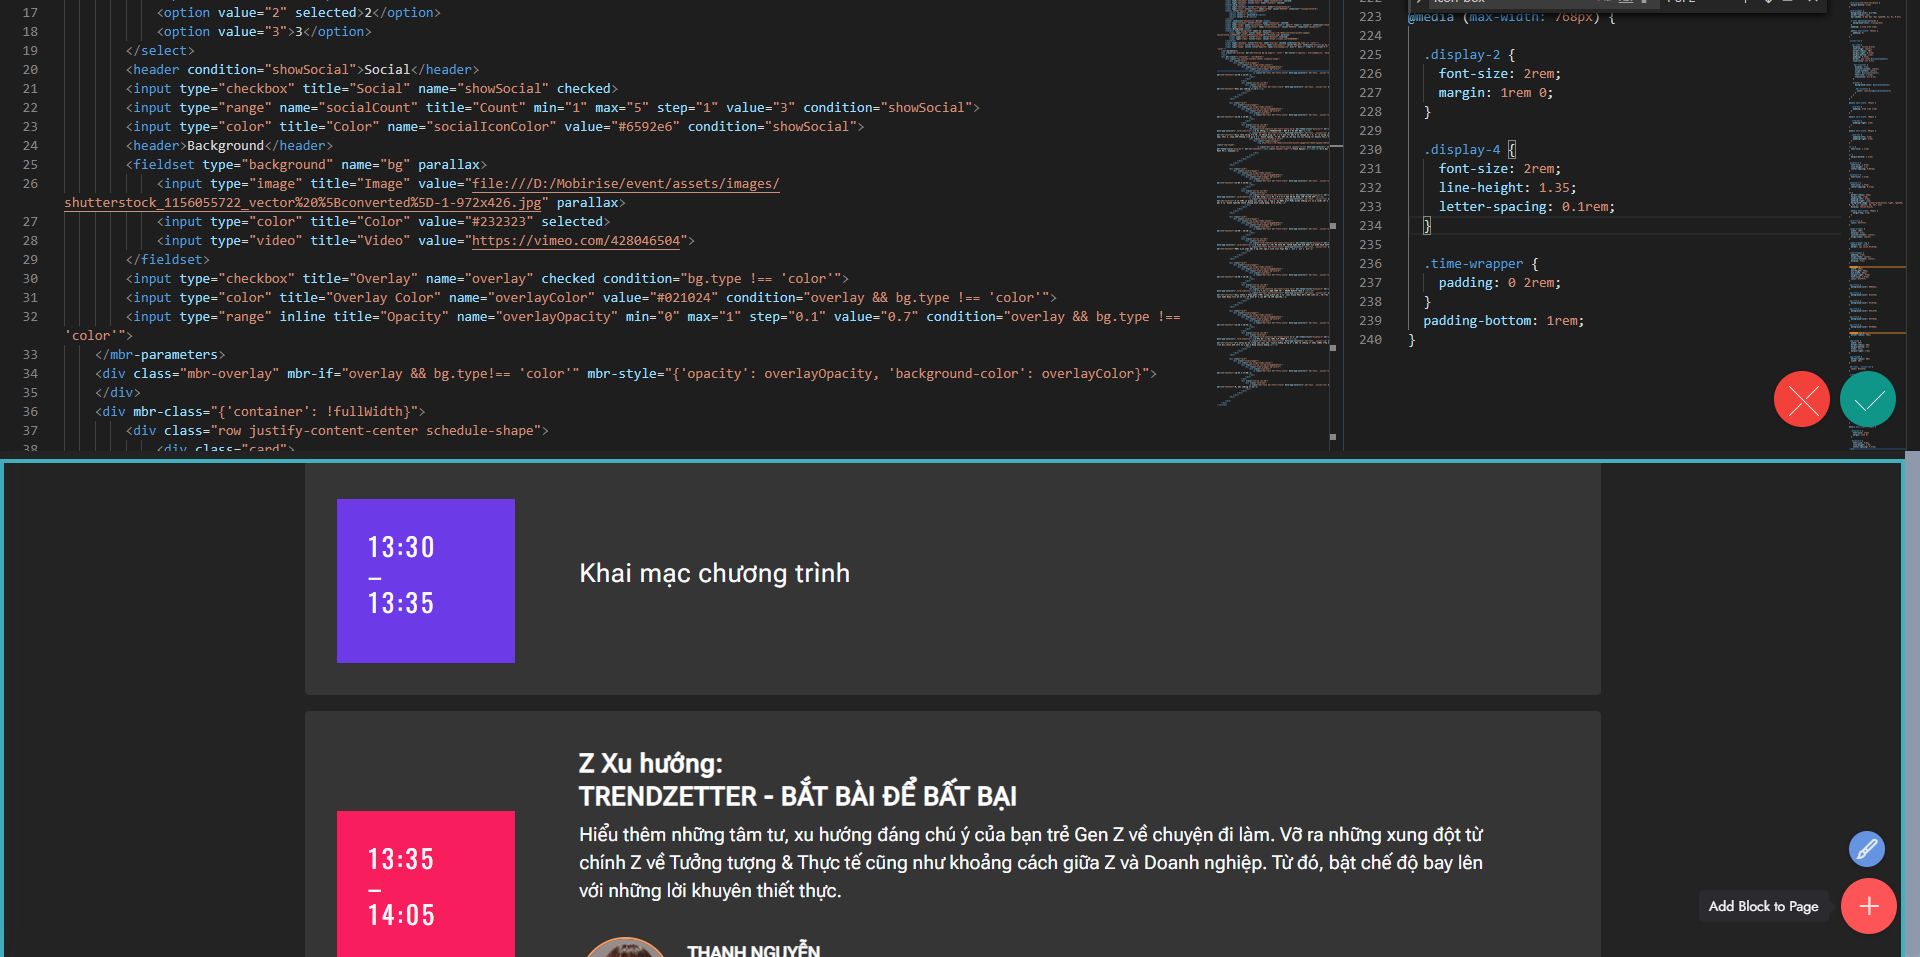 17 <option value="2" selected>2</option>
18 <option value="3">3</option>
19 </select>
20 <header condition="showSocial">Social</header>
21 <input type="checkbox" title="Social" name="showSocial" checked>
22 <input type="range" name="socialCount" title="Count" min="1" max="5" step="1" value="3" condition="showSocial">
23 <input type="color" title="Color" name="socialIconColor" value="#6592e6" condition="showSocial">
24 <header>Background</header>
25 <fieldset type="background" name="bg" parallax>
26 <input type="image" title="Image" value="file:///D:/Mobirise/event/assets/images/
shutterstock_1156055722_vector%20%5Bconverted%5D-1-972x426.jpg" parallax>
27 <input type="color" title="Color" value="#232323" selected>
28 <input type="video" title="Video" value="https://vimeo.com/428046504">
29 </fieldset>
30 <input type="checkbox" title="Overlay" name="overlay" checked condition="bg.type !== 'color'">
31 <input type="color" title="Overlay Color" name="overlayColor" value="#021024" condition="overlay && bg.type !== 'color'">
32 <input type="range" inline title="Opacity" name="overlayOpacity" min="0" max="1" step="0.1" value="0.7" condition="overlay && bg.type !==
'color'">
33 </mbr-parameters>
34 <div class="mbr-overlay" mbr-if="overlay && bg.type!== 'color'" mbr-style="{'opacity': overlayOpacity, 'background-color': overlayColor}">
35 </div>
36 <div mbr-class="{'container': !fullWidth}">
37 <div class="row justify-content-center schedule-shape">
38 <div class="card">
223 @media (max-width: 768px) {
224
225 .display-2 {
226 font-size: 2rem;
227 margin: 1rem 0;
228 }
229
230 .display-4 {
231 font-size: 2rem;
232 line-height: 1.35;
233 letter-spacing: 0.1rem;
234 }
235
236 .time-wrapper {
237 padding: 0 2rem;
238 }
239 padding-bottom: 1rem;
240 }
13:30
–
13:35
Khai mạc chương trình
13:35
–
14:05
Z Xu hướng:
TRENDZETTER - BẮT BÀI ĐỂ BẤT BẠI
Hiểu thêm những tâm tư, xu hướng đáng chú ý của bạn trẻ Gen Z về chuyện đi làm. Vỡ ra những xung đột từ
chính Z về Tưởng tượng & Thực tế cũng như khoảng cách giữa Z và Doanh nghiệp. Từ đó, bật chế độ bay lên
với những lời khuyên thiết thực.
THANH NGUYỄN
Add Block to Page